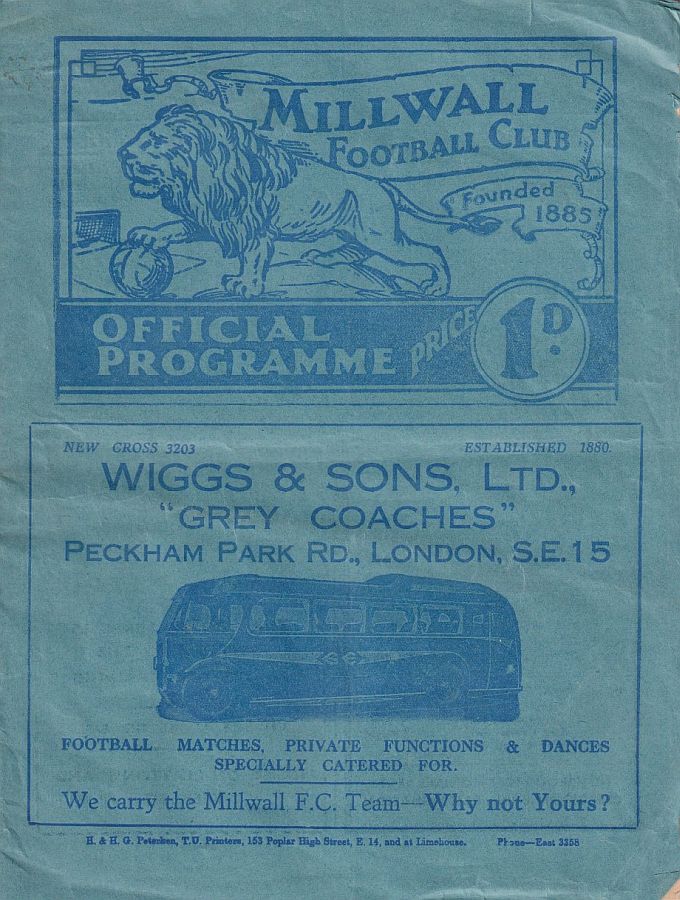 MILLWALL
FOOTBALL CLUB
Founded
1885
OFFICIAL
PROGRAMME
PRICE
1D.
NEW CROSS 3203 ESTABLISHED 1880.
WIGGS & SONS, LTD.,
"GREY COACHES"
PECKHAM PARK RD., LONDON, S.E.15
FOOTBALL MATCHES, PRIVATE FUNCTIONS & DANCES
SPECIALLY CATERED FOR.
We carry the Millwall F.C. Team—Why not Yours?
H. & H. G. Petersen, T.U. Printers, 153 Poplar High Street, E. 14, and at Limehouse. Phone—East 3358